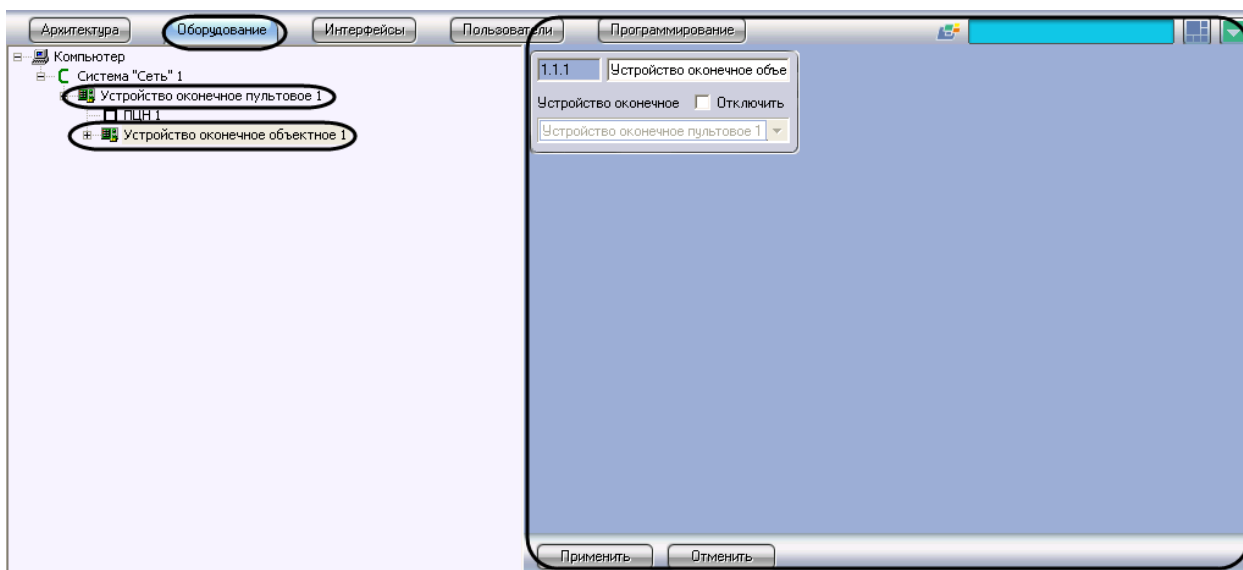 Архитектура Оборудование Интерфейсы Пользователи Программирование
Компьютер
Система "Сеть" 1
Устройство оконечное пультовое 1
ПЦН 1
Устройство оконечное объектное 1
1.1.1 Устройство оконечное объе
Устройство оконечное Отключить
Устройство оконечное пультовое 1
Применить Отменить